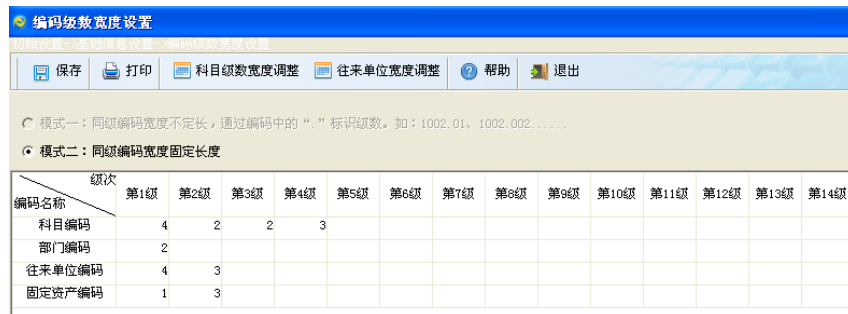 编码级数宽度设置
初始设置->基础信息设置->编码级数宽度设置
保存 打印 科目级数宽度调整 往来单位宽度调整 帮助 退出
模式一：同级编码宽度不定长，通过编码中的“.”标识级数。如：1002.01、1002.002......
模式二：同级编码宽度固定长度
级次 第1级 第2级 第3级 第4级 第5级 第6级 第7级 第8级 第9级 第10级 第11级 第12级 第13级 第14级
编码名称
科目编码 4 2 2 3
部门编码 2
往来单位编码 4 3
固定资产编码 1 3